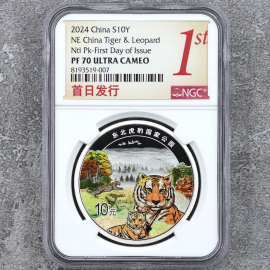 2024 China S10Y
NE China Tiger & Leopard
Ntl Pk-First Day of Issue
PF 70 ULTRA CAMEO
8193519-007
首日发行
1st
NGC
东北虎豹国家公园
10元